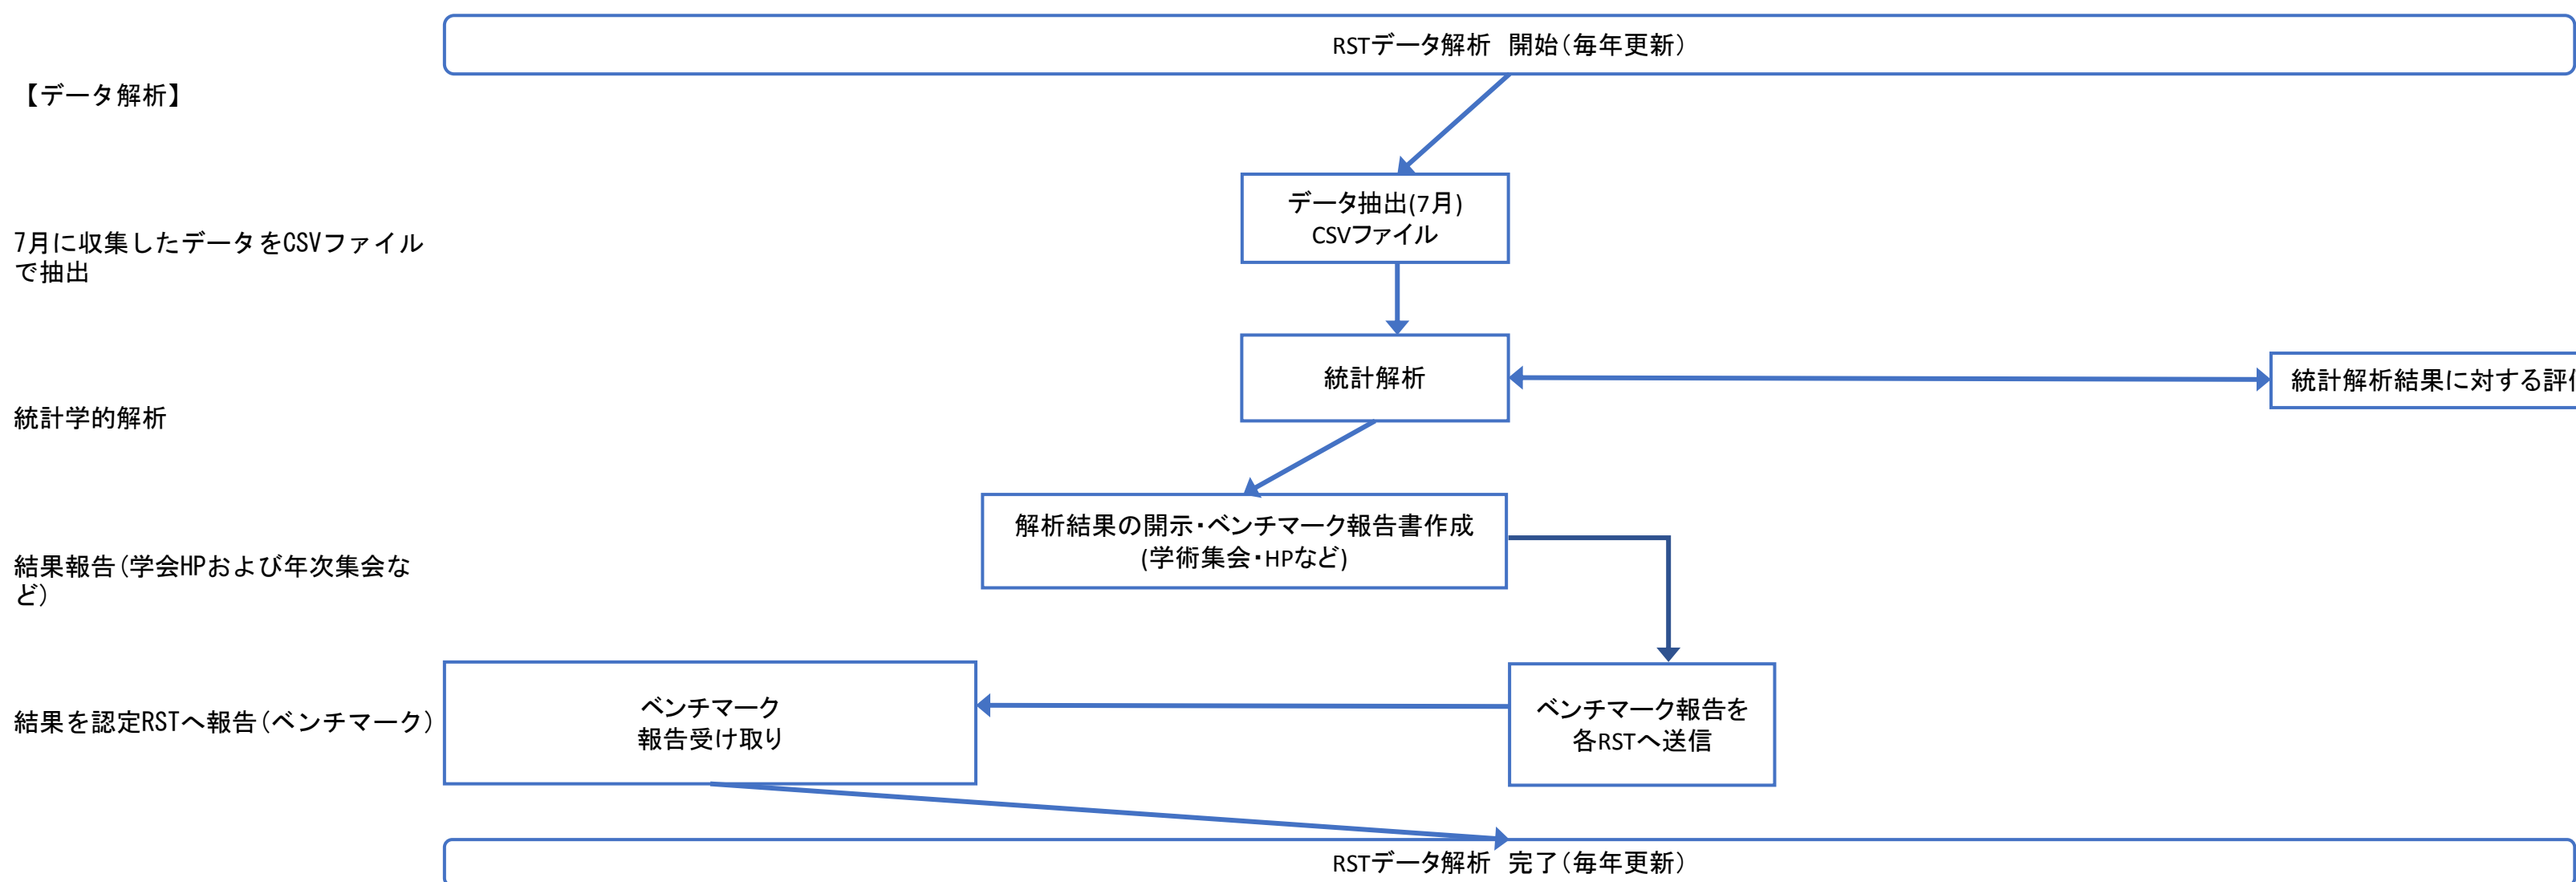 RSTデータ解析 開始（毎年更新）
【データ解析】
データ抽出(7月)
CSVファイル
7月に収集したデータをCSVファイル
で抽出
統計解析
統計解析結果に対する評
統計学的解析
解析結果の開示・ベンチマーク報告書作成
(学術集会・HPなど)
結果報告（学会HPおよび年次集会な
ど）
結果を認定RSTへ報告（ベンチマーク）
ベンチマーク
報告受け取り
ベンチマーク報告を
各RSTへ送信
RSTデータ解析 完了（毎年更新）